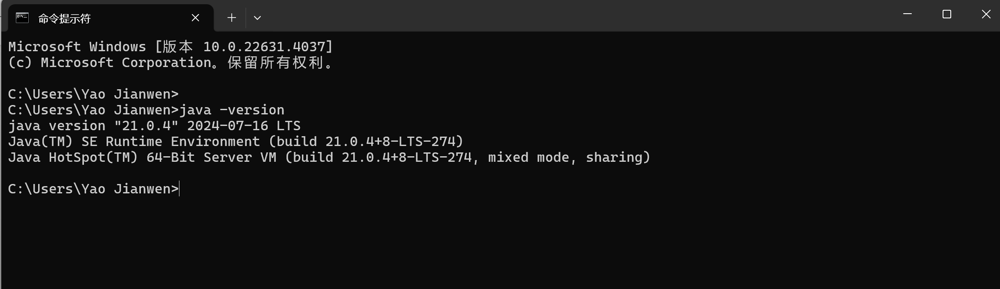 命令提示符
Microsoft Windows [版本 10.0.22631.4037]
(c) Microsoft Corporation。保留所有权利。
C:\Users\Yao Jianwen>
C:\Users\Yao Jianwen>java -version
java version "21.0.4" 2024-07-16 LTS
Java(TM) SE Runtime Environment (build 21.0.4+8-LTS-274)
Java HotSpot(TM) 64-Bit Server VM (build 21.0.4+8-LTS-274, mixed mode, sharing)
C:\Users\Yao Jianwen>